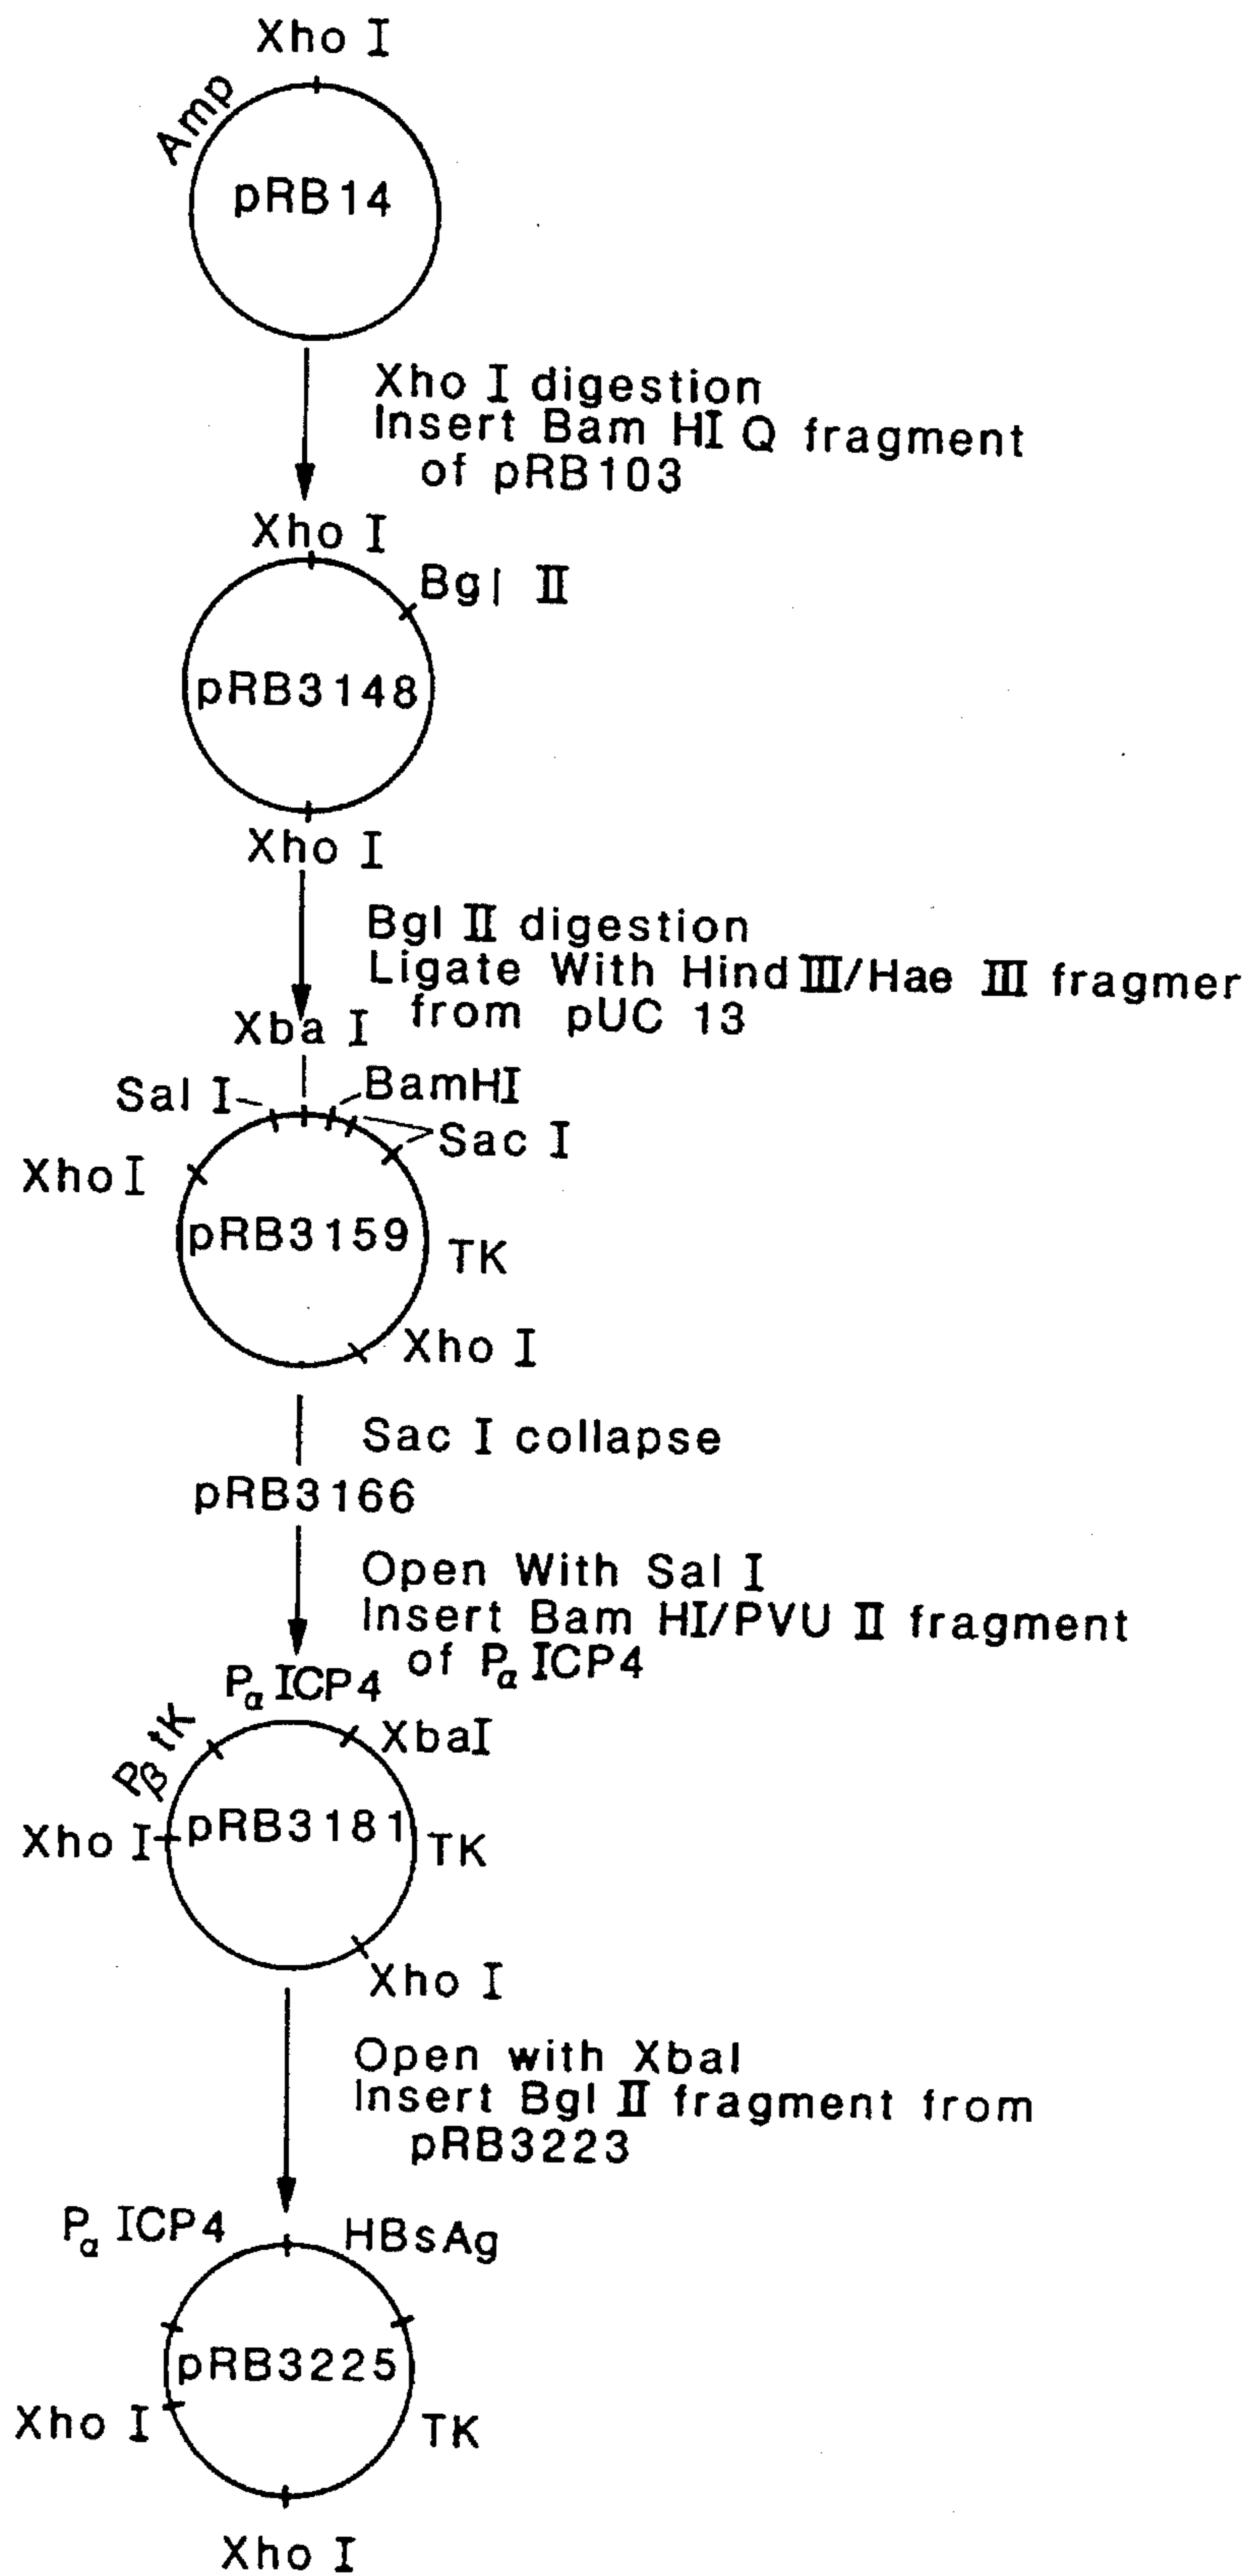 Xho I
Amp
pRB14
Xho I digestion
Insert Bam HI Q fragment
of pRB103
Xho I
Bgl II
pRB3148
Xho I
Bgl II digestion
Ligate With Hind III/Hae III fragmer
from pUC 13
Xba I
Sal I
BamHI
Sac I
Xho I
pRB3159
TK
Xho I
Sac I collapse
pRB3166
Open With Sal I
Insert Bam HI/PVU II fragment
of Pα ICP4
Pα ICP4
Pβ tK
XbaI
Xho I
pRB3181
TK
Xho I
Open with XbaI
Insert Bgl II fragment from
pRB3223
Pα ICP4
HBsAg
pRB3225
Xho I
TK
Xho I